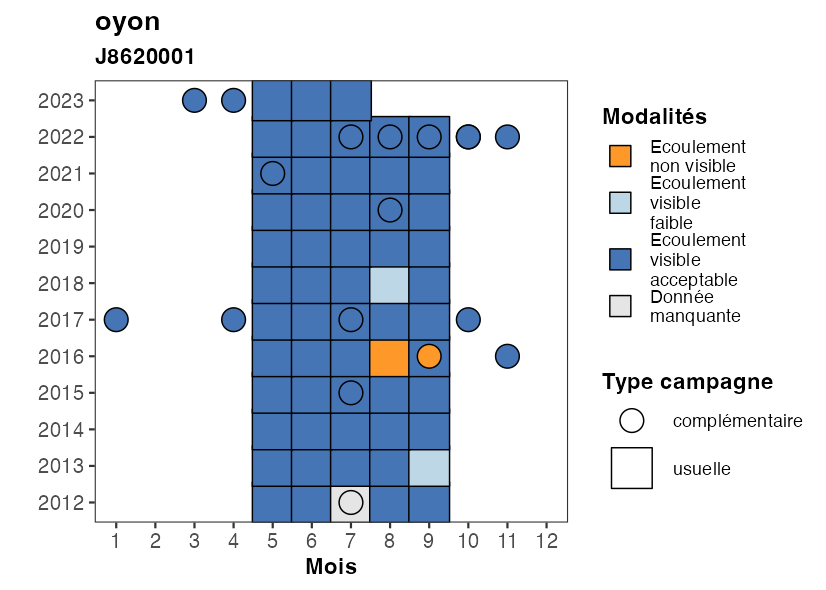 oyon
J8620001
2023
2022
2021
2020
2019
2018
2017
2016
2015
2014
2013
2012
1 2 3 4 5 6 7 8 9 10 11 12
Mois
Modalités
Ecoulement
non visible
Ecoulement
visible
faible
Ecoulement
visible
acceptable
Donnée
manquante
Type campagne
complémentaire
usuelle